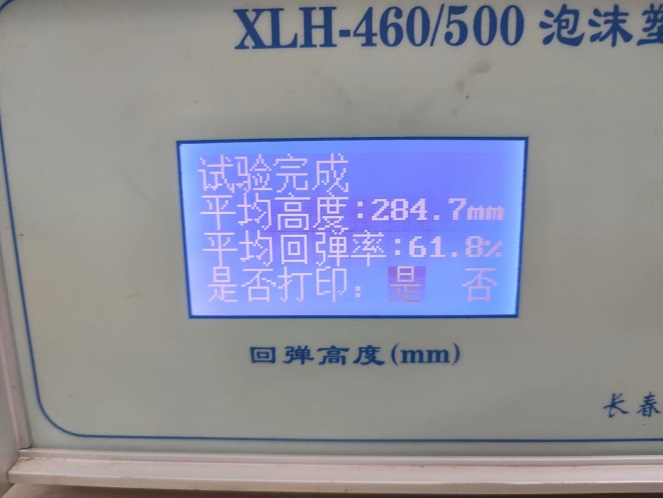 XLH-460/500 泡沫塑
试验完成
平均高度:284.7mm
平均回弹率:61.8%
是否打印: 是 否
回弹高度(mm)
长春